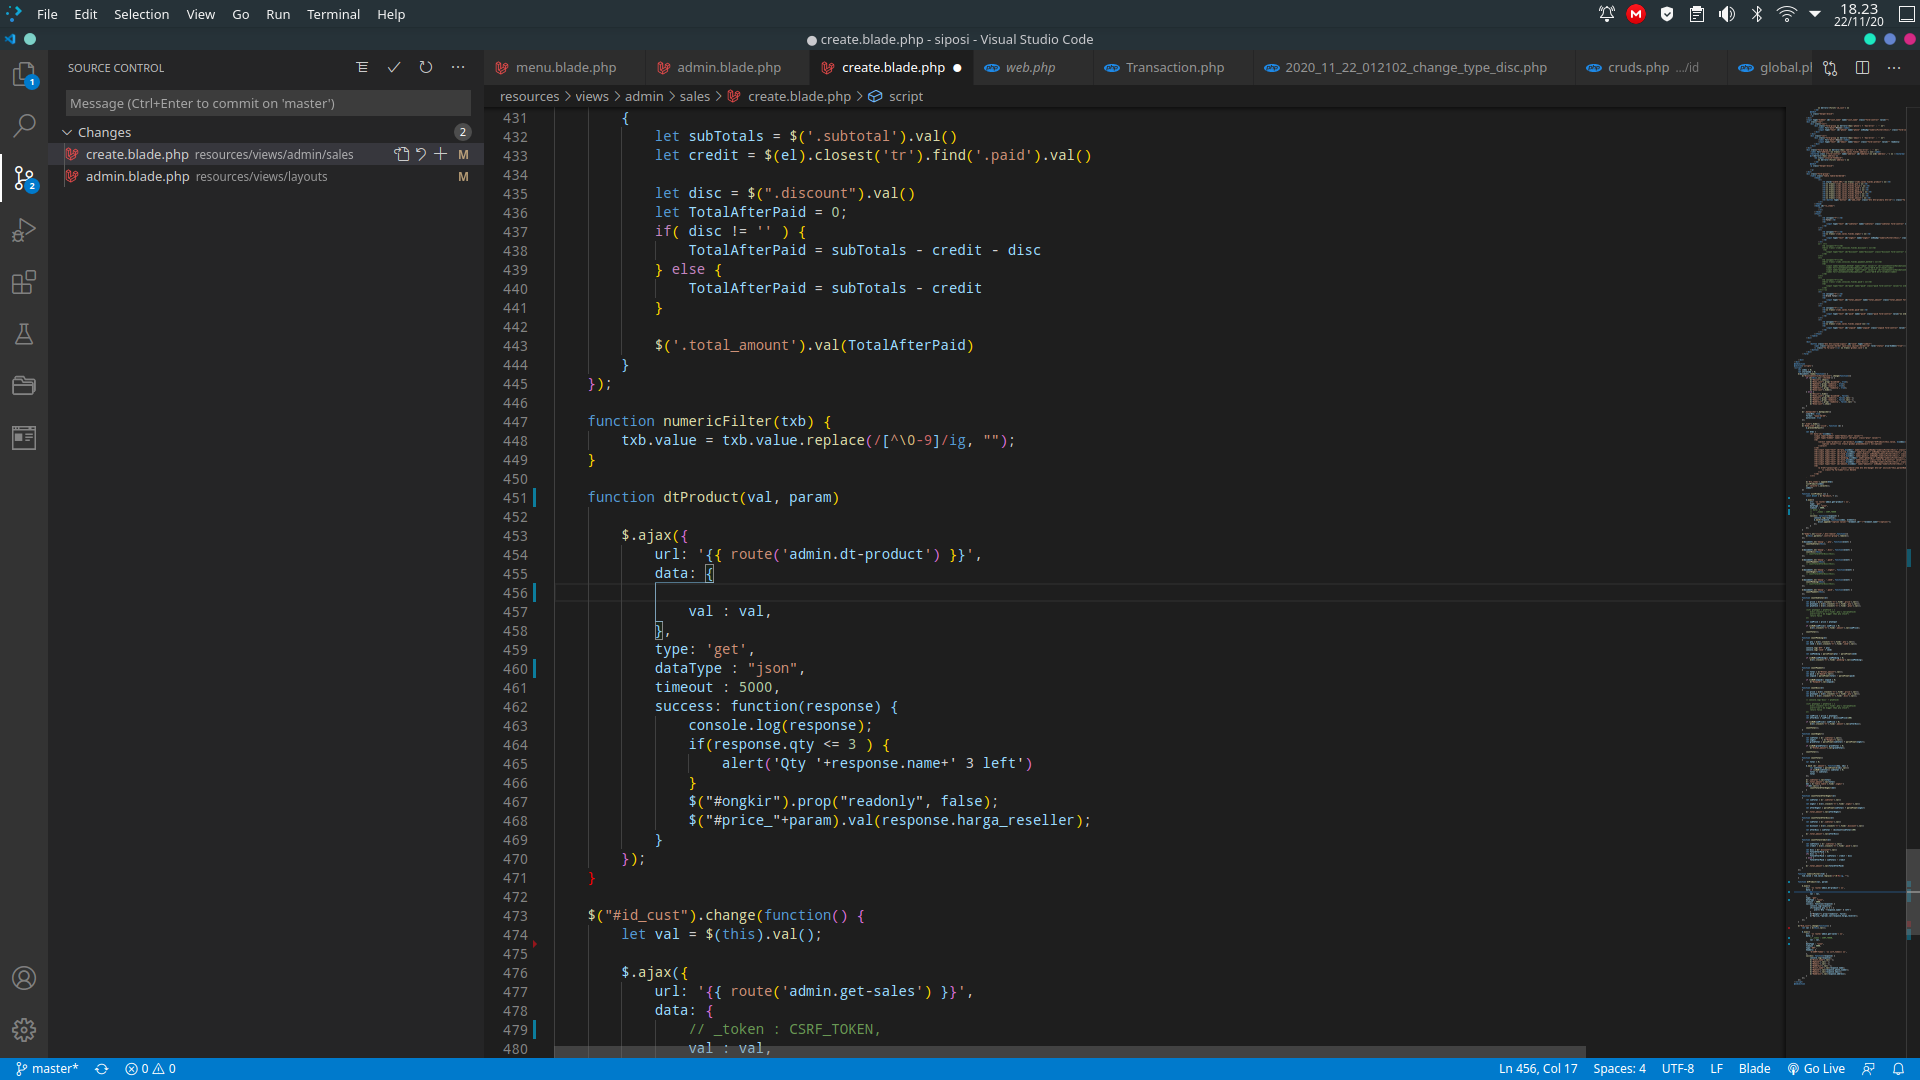 File Edit Selection View Go Run Terminal Help
18.23
22/11/20
create.blade.php - siposi - Visual Studio Code
SOURCE CONTROL
menu.blade.php admin.blade.php create.blade.php web.php Transaction.php 2020_11_22_012102_change_type_disc.php cruds.php .../id global.pl
resources > views > admin > sales > create.blade.php > script
Message (Ctrl+Enter to commit on 'master')
Changes 2
create.blade.php resources/views/admin/sales M
admin.blade.php resources/views/layouts M
1
2
431 {
432 let subTotals = $('.subtotal').val()
433 let credit = $(el).closest('tr').find('.paid').val()
434
435 let disc = $(".discount").val()
436 let TotalAfterPaid = 0;
437 if( disc != '' ) {
438 TotalAfterPaid = subTotals - credit - disc
439 } else {
440 TotalAfterPaid = subTotals - credit
441 }
442
443 $('.total_amount').val(TotalAfterPaid)
444 }
445 });
446
447 function numericFilter(txb) {
448 txb.value = txb.value.replace(/[^\0-9]/ig, "");
449 }
450
451 function dtProduct(val, param)
452
453 $.ajax({
454 url: '{{ route('admin.dt-product') }}',
455 data: {
456
457 val : val,
458 },
459 type: 'get',
460 dataType : "json",
461 timeout : 5000,
462 success: function(response) {
463 console.log(response);
464 if(response.qty <= 3 ) {
465 alert('Qty '+response.name+' 3 left')
466 }
467 $("#ongkir").prop("readonly", false);
468 $("#price_"+param).val(response.harga_reseller);
469 }
470 });
471 }
472
473 $("#id_cust").change(function() {
474 let val = $(this).val();
475
476 $.ajax({
477 url: '{{ route('admin.get-sales') }}',
478 data: {
479 // _token : CSRF_TOKEN,
480 val : val,
master* 0 0 Ln 456, Col 17 Spaces: 4 UTF-8 LF Blade Go Live